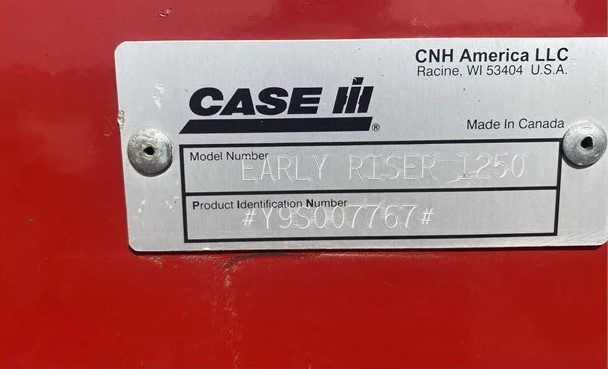 CNH America LLC
Racine, WI 53404 U.S.A.
CASE IH®
Made In Canada
Model Number
EARLY RISER 1250
Product Identification Number
#Y9S007767#